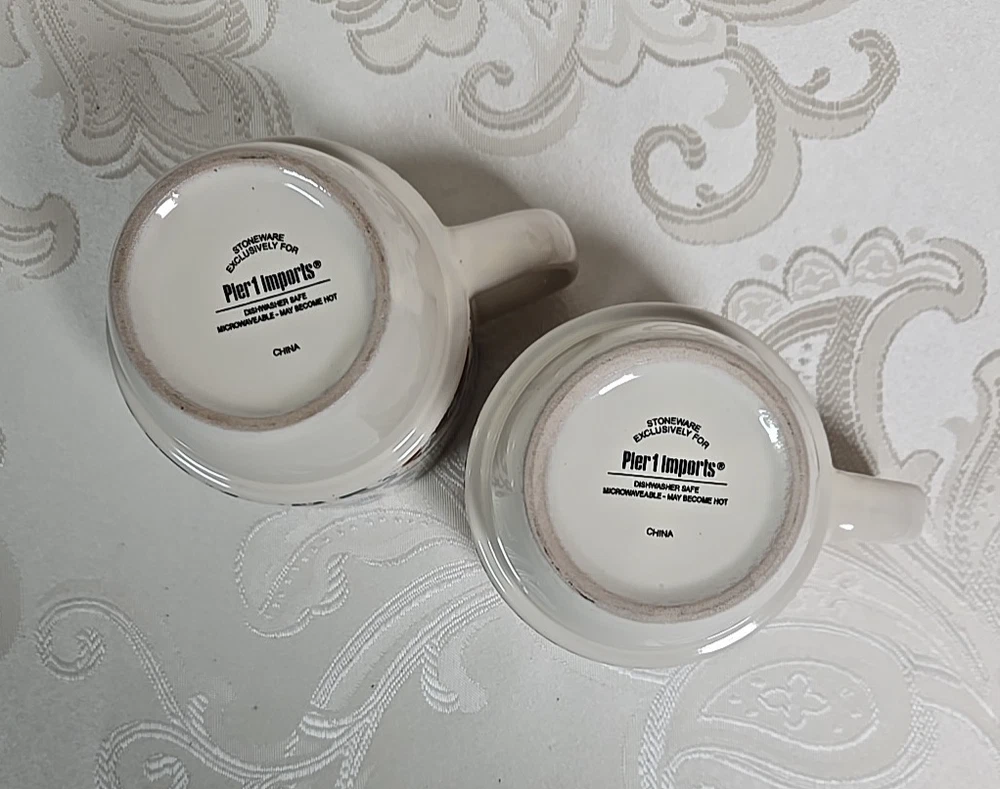 STONEWARE
EXCLUSIVELY FOR
Pier 1 Imports®
DISHWASHER SAFE
MICROWAVEABLE - MAY BECOME HOT
CHINA
STONEWARE
EXCLUSIVELY FOR
Pier 1 Imports®
DISHWASHER SAFE
MICROWAVEABLE - MAY BECOME HOT
CHINA